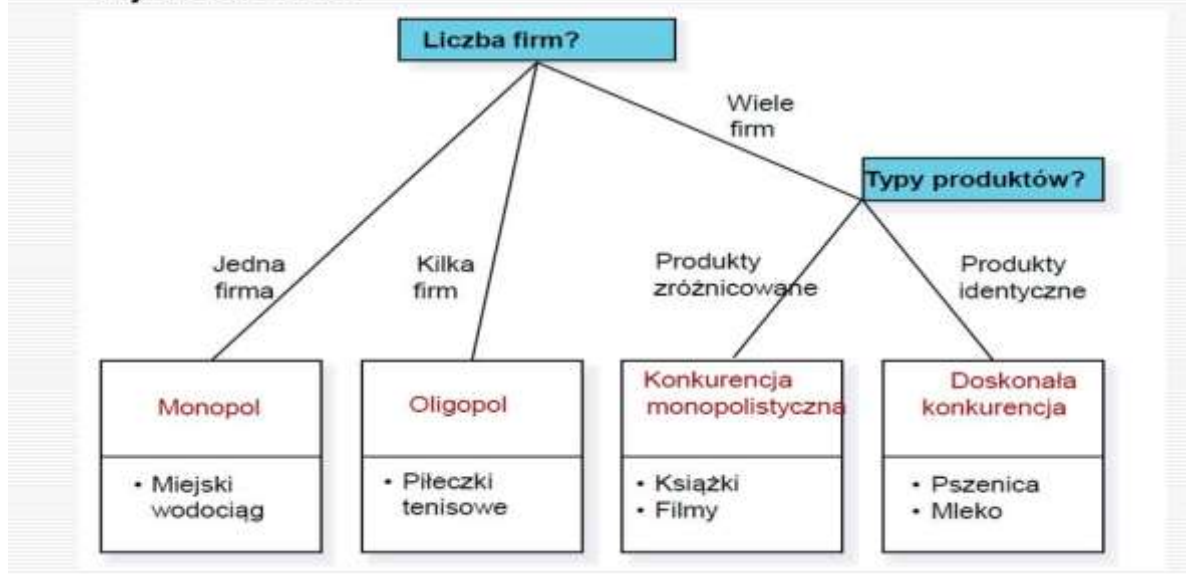 Liczba firm?
Wiele
firm
Typy produktów?
Jedna
firma
Kilka
firm
Produkty
zróżnicowane
Produkty
identyczne
Monopol
Oligopol
Konkurencja
monopolistyczna
Doskonała
konkurencja
• Miejski
wodociąg
• Piłeczki
tenisowe
• Książki
• Filmy
• Pszenica
• Mleko